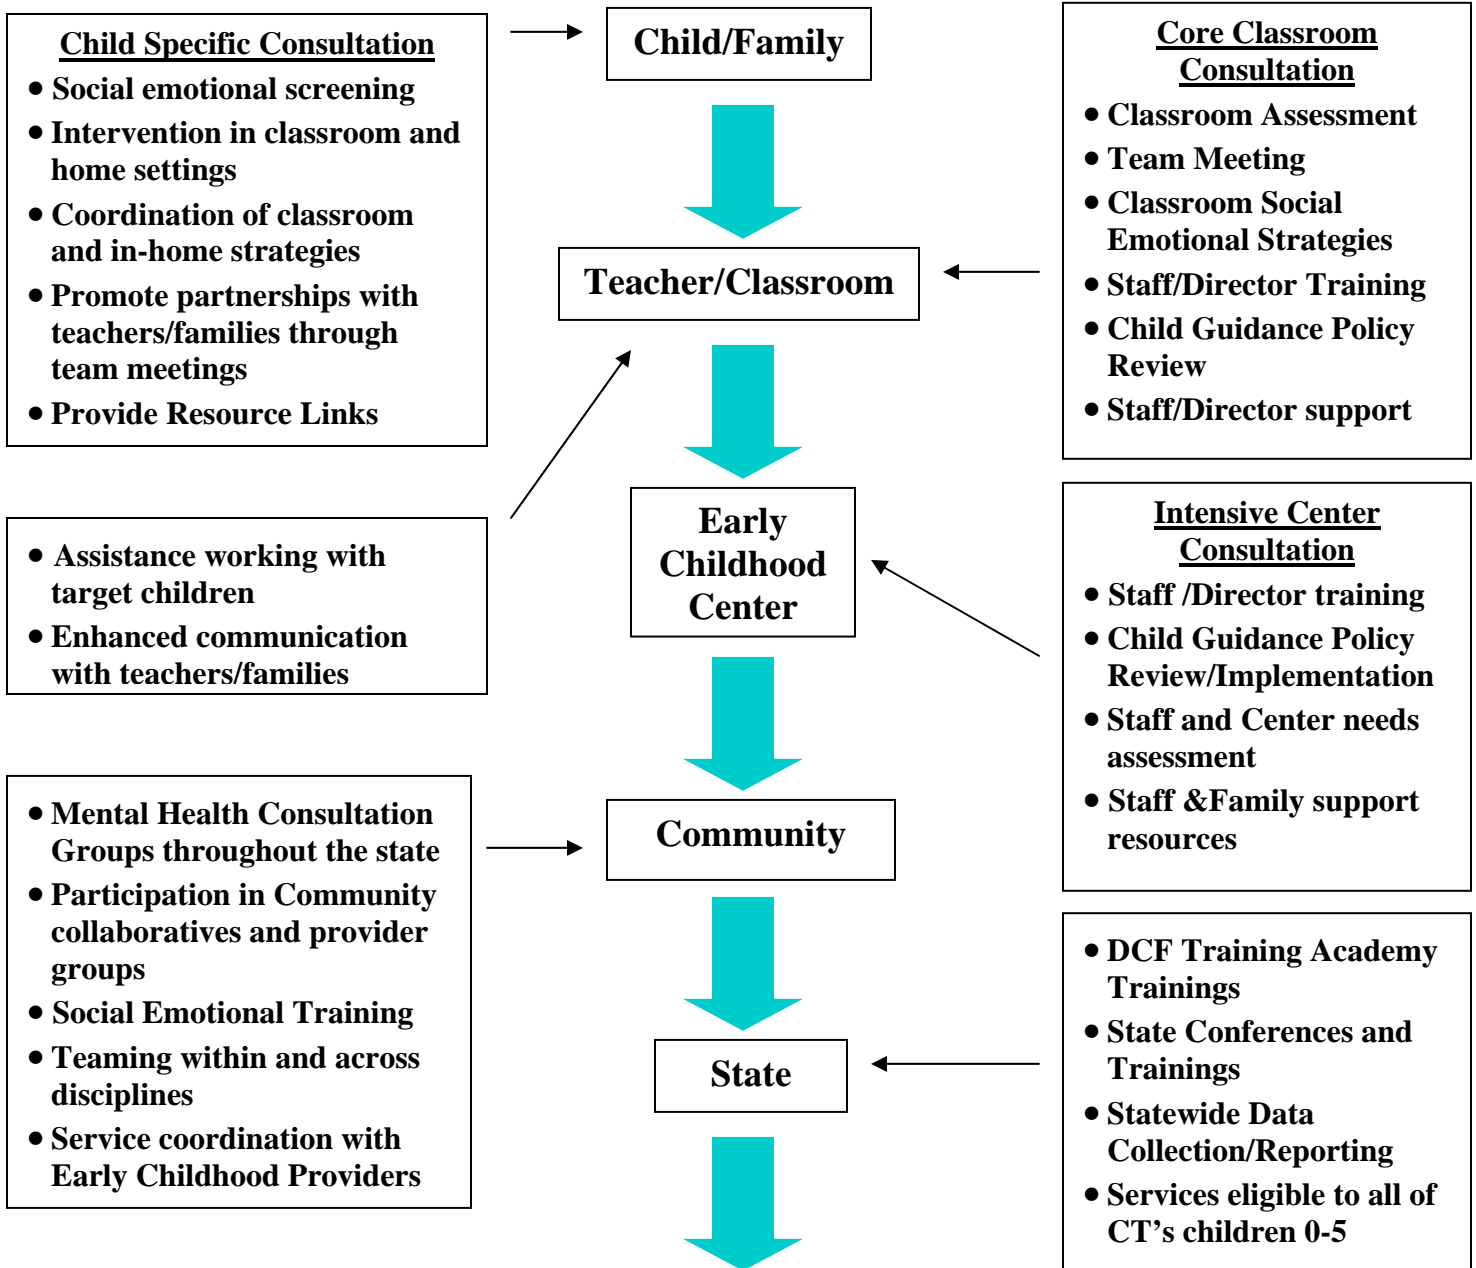 Child Specific Consultation
• Social emotional screening
• Intervention in classroom and
home settings
• Coordination of classroom
and in-home strategies
• Promote partnerships with
teachers/families through
team meetings
• Provide Resource Links
Child/Family
Core Classroom
Consultation
• Classroom Assessment
• Team Meeting
• Classroom Social
Emotional Strategies
• Staff/Director Training
• Child Guidance Policy
Review
• Staff/Director support
Teacher/Classroom
• Assistance working with
target children
• Enhanced communication
with teachers/families
Early
Childhood
Center
Intensive Center
Consultation
• Staff /Director training
• Child Guidance Policy
Review/Implementation
• Staff and Center needs
assessment
• Staff &Family support
resources
• Mental Health Consultation
Groups throughout the state
• Participation in Community
collaboratives and provider
groups
• Social Emotional Training
• Teaming within and across
disciplines
• Service coordination with
Early Childhood Providers
Community
State
• DCF Training Academy
Trainings
• State Conferences and
Trainings
• Statewide Data
Collection/Reporting
• Services eligible to all of
CT’s children 0-5